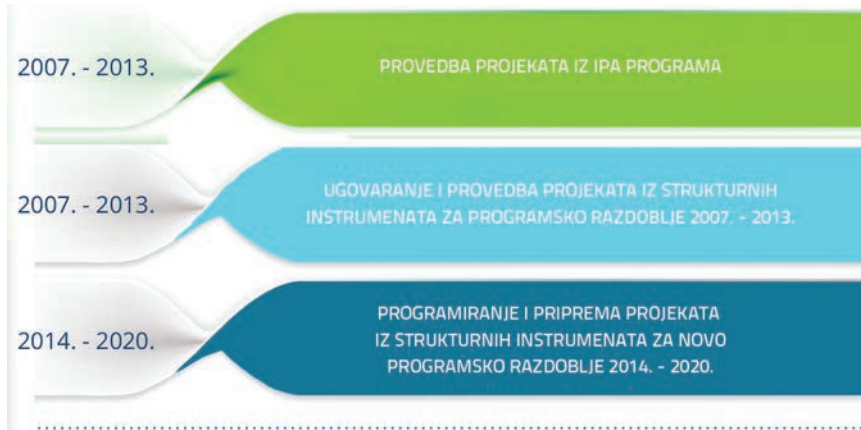 2007. - 2013.
PROVEDBA PROJEKATA IZ IPA PROGRAMA
2007. - 2013.
UGOVARANJE I PROVEDBA PROJEKATA IZ STRUKTURNIH
INSTRUMENATA ZA PROGRAMSKO RAZDOBLJE 2007. - 2013.
2014. - 2020.
PROGRAMIRANJE I PRIPREMA PROJEKATA
IZ STRUKTURNIH INSTRUMENATA ZA NOVO
PROGRAMSKO RAZDOBLJE 2014. - 2020.